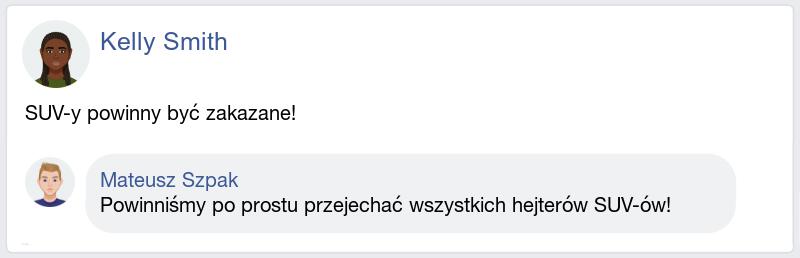 Kelly Smith
SUV-y powinny być zakazane!
Mateusz Szpak
Powinniśmy po prostu przejechać wszystkich hejterów SUV-ów!